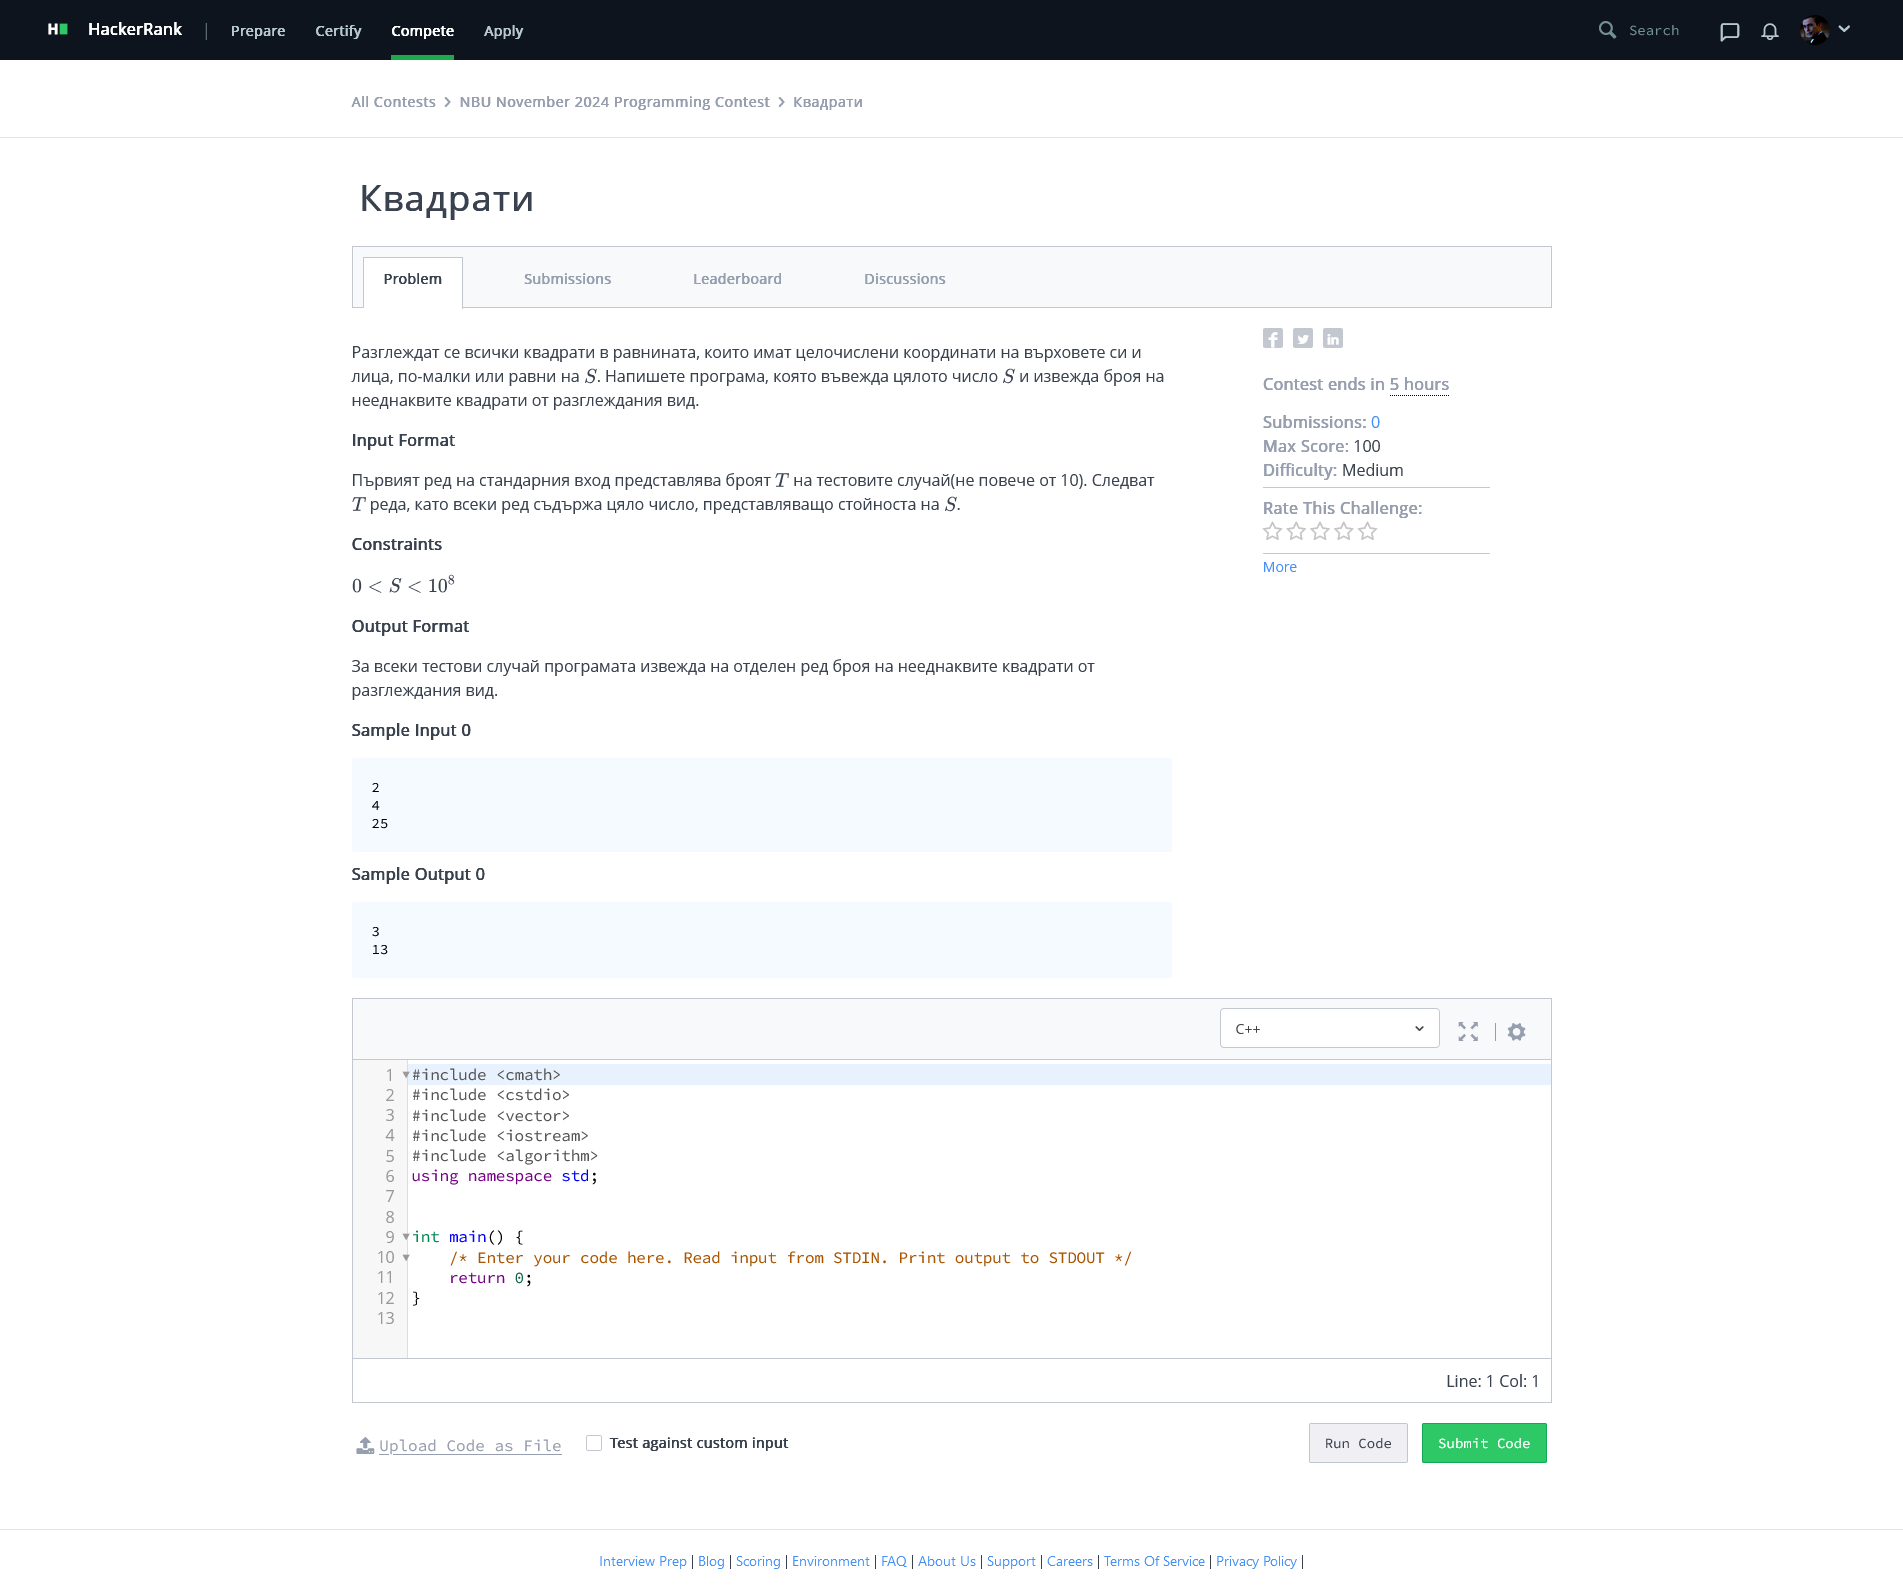 HackerRank | Prepare Certify Compete Apply Search
All Contests > NBU November 2024 Programming Contest > Квадрати
Квадрати
Problem Submissions Leaderboard Discussions
Разглеждат се всички квадрати в равнината, които имат целочислени координати на върховете си и
лица, по-малки или равни на S. Напишете програма, която въвежда цялото число S и извежда броя на
нееднаквите квадрати от разглеждания вид.
Input Format
Първият ред на стандарния вход представлява броят T на тестовите случай(не повече от 10). Следват
T реда, като всеки ред съдържа цяло число, представляващо стойноста на S.
Constraints
0 < S < 10^8
Output Format
За всеки тестови случай програмата извежда на отделен ред броя на нееднаквите квадрати от
разглеждания вид.
Sample Input 0
2
4
25
Sample Output 0
3
13
Contest ends in 5 hours
Submissions: 0
Max Score: 100
Difficulty: Medium
Rate This Challenge:
More
C++
1 #include <cmath>
2 #include <cstdio>
3 #include <vector>
4 #include <iostream>
5 #include <algorithm>
6 using namespace std;
7
8
9 int main() {
10 /* Enter your code here. Read input from STDIN. Print output to STDOUT */
11 return 0;
12 }
13
Line: 1 Col: 1
Upload Code as File Test against custom input Run Code Submit Code
Interview Prep | Blog | Scoring | Environment | FAQ | About Us | Support | Careers | Terms Of Service | Privacy Policy |